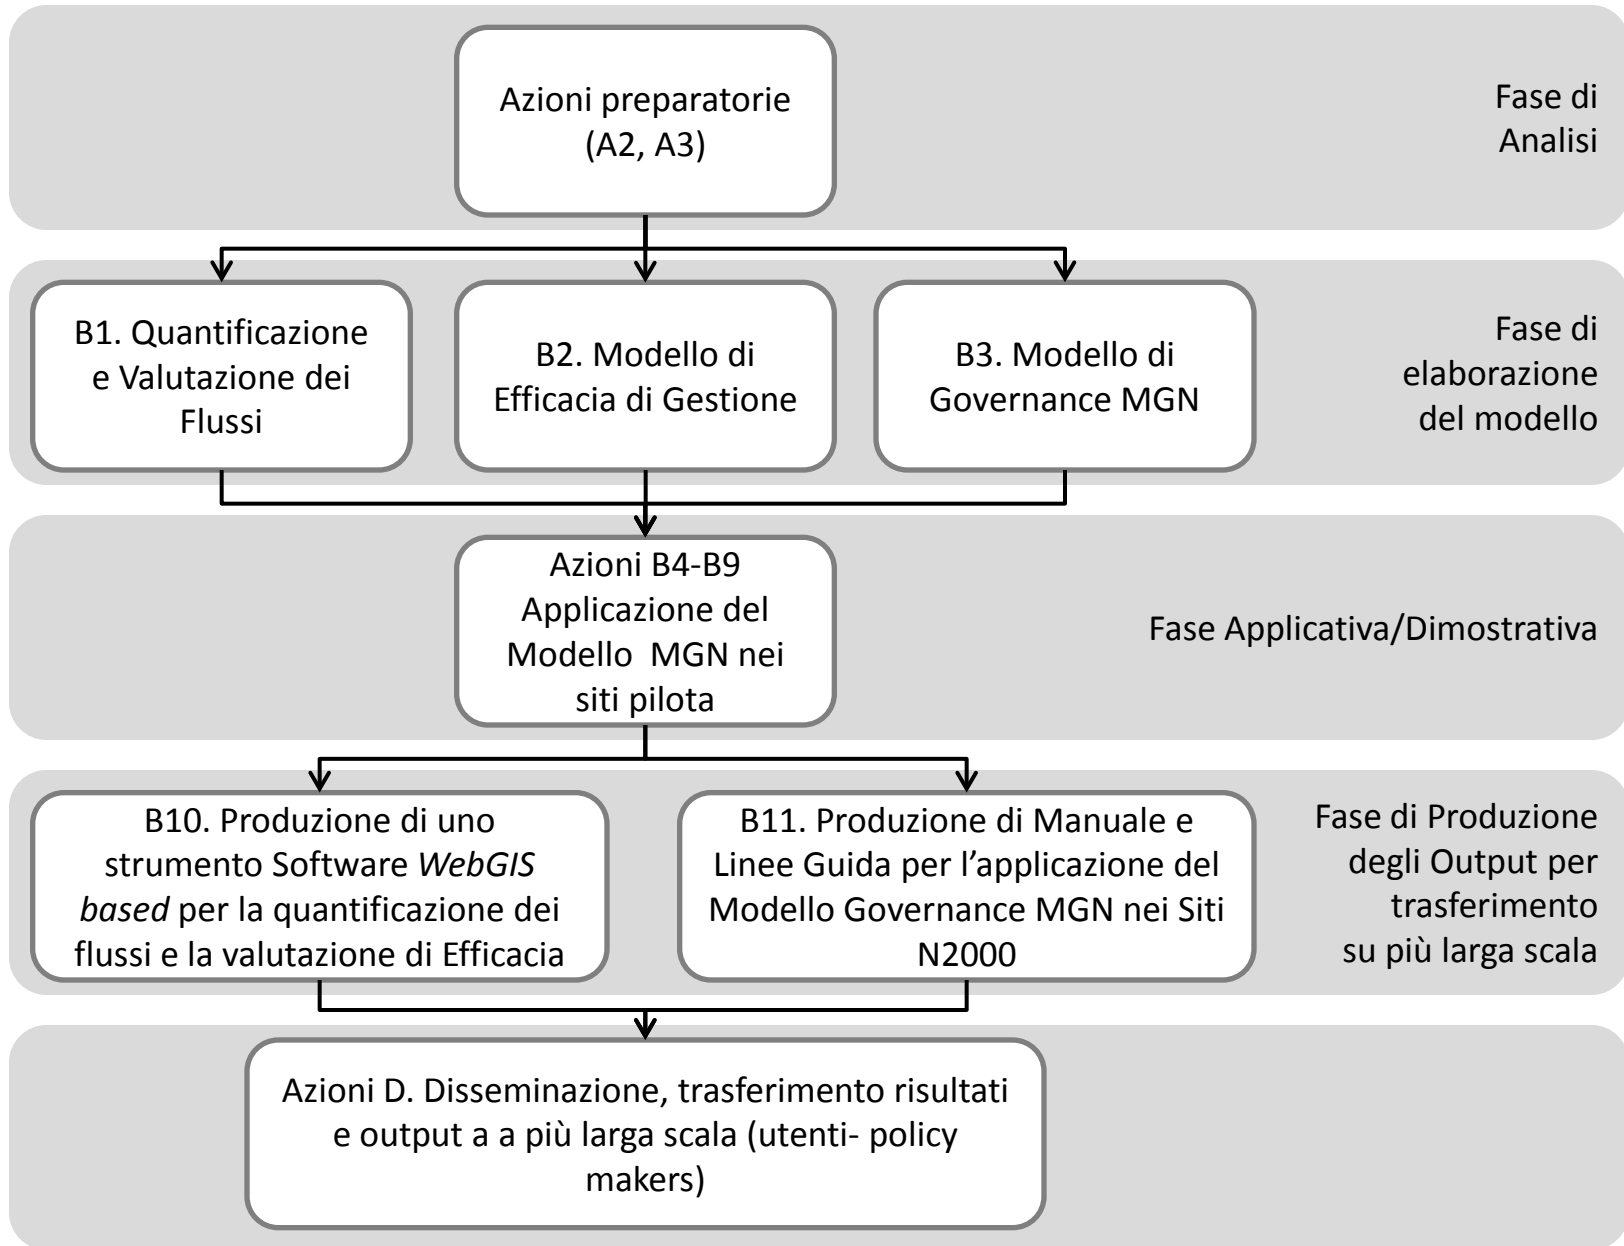 Azioni preparatorie
(A2, A3)
Fase di
Analisi
B1. Quantificazione
e Valutazione dei
Flussi
B2. Modello di
Efficacia di Gestione
B3. Modello di
Governance MGN
Fase di
elaborazione
del modello
Azioni B4-B9
Applicazione del
Modello  MGN nei
siti pilota
Fase Applicativa/Dimostrativa
B10. Produzione di uno
strumento Software WebGIS
based per la quantificazione dei
flussi e la valutazione di Efficacia
B11. Produzione di Manuale e
Linee Guida per l’applicazione del
Modello Governance MGN nei Siti
N2000
Fase di Produzione
degli Output per
trasferimento
su più larga scala
Azioni D. Disseminazione, trasferimento risultati
e output a a più larga scala (utenti- policy
makers)